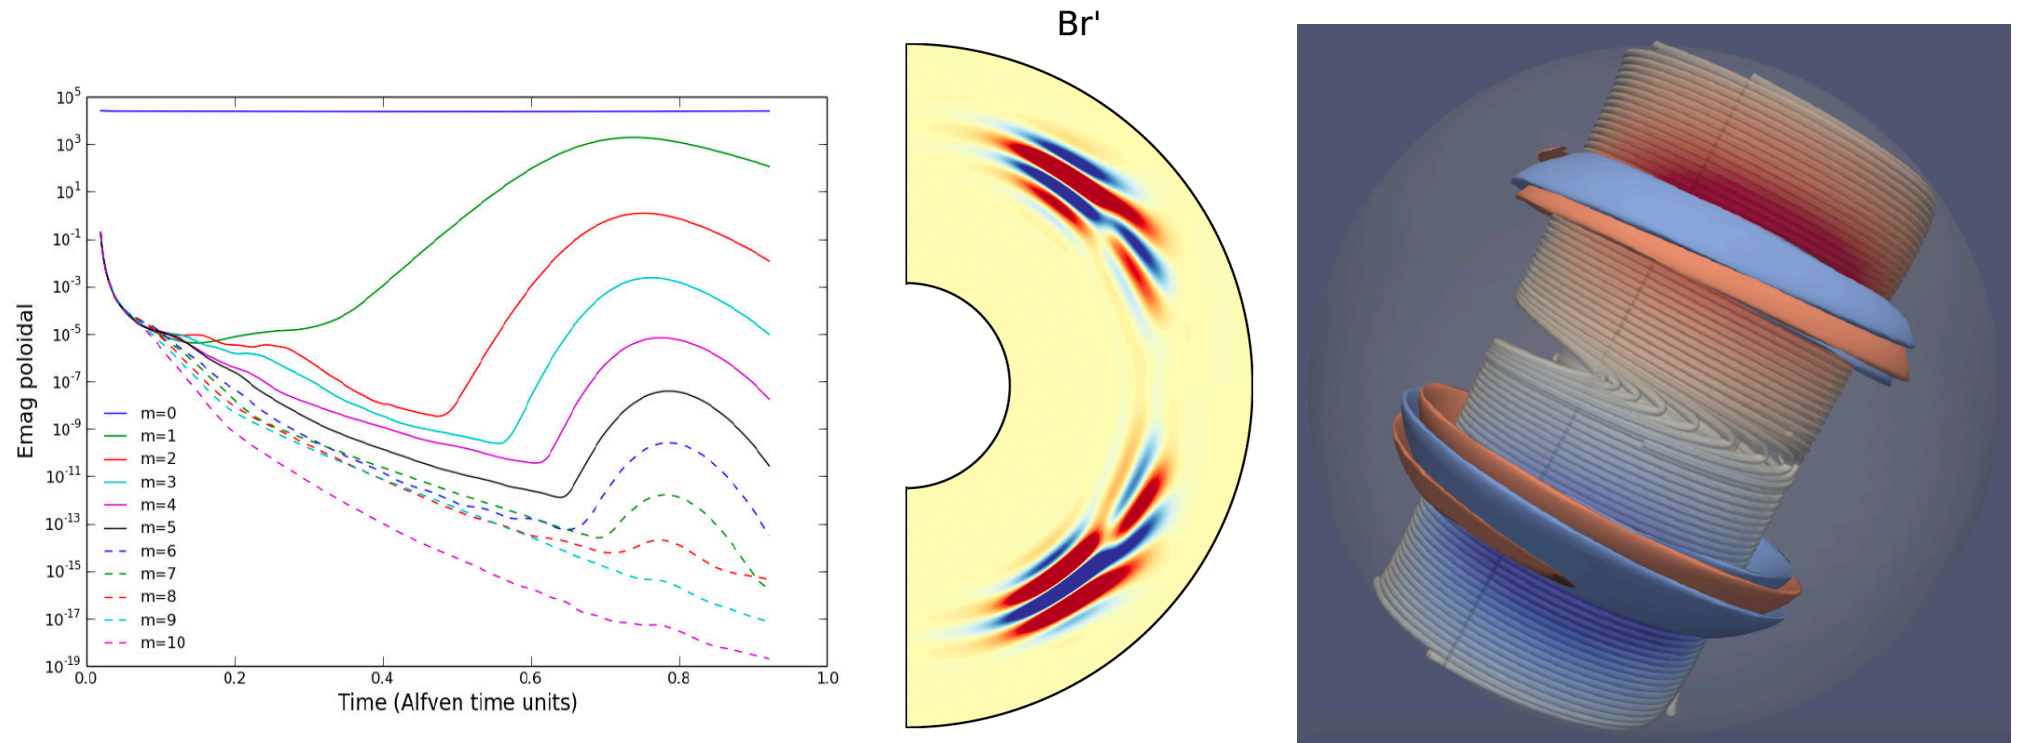 Br'
Emag poloidal
10^5
10^3
10^1
10^-1
10^-3
10^-5
10^-7
10^-9
10^-11
10^-13
10^-15
10^-17
10^-19
m=0
m=1
m=2
m=3
m=4
m=5
m=6
m=7
m=8
m=9
m=10
0.0 0.2 0.4 0.6 0.8 1.0
Time (Alfven time units)